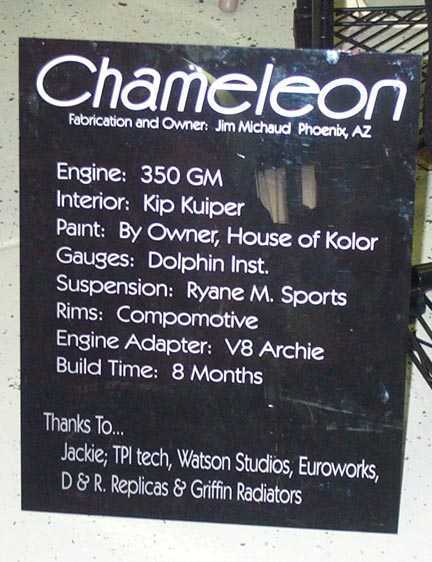 Chameleon
Fabrication and Owner: Jim Michaud Phoenix, AZ
Engine: 350 GM
Interior: Kip Kuiper
Paint: By Owner, House of Kolor
Gauges: Dolphin Inst.
Suspension: Ryane M. Sports
Rims: Compomotive
Engine Adapter: V8 Archie
Build Time: 8 Months
Thanks To...
Jackie; TPI tech, Watson Studios, Euroworks,
D & R. Replicas & Griffin Radiators